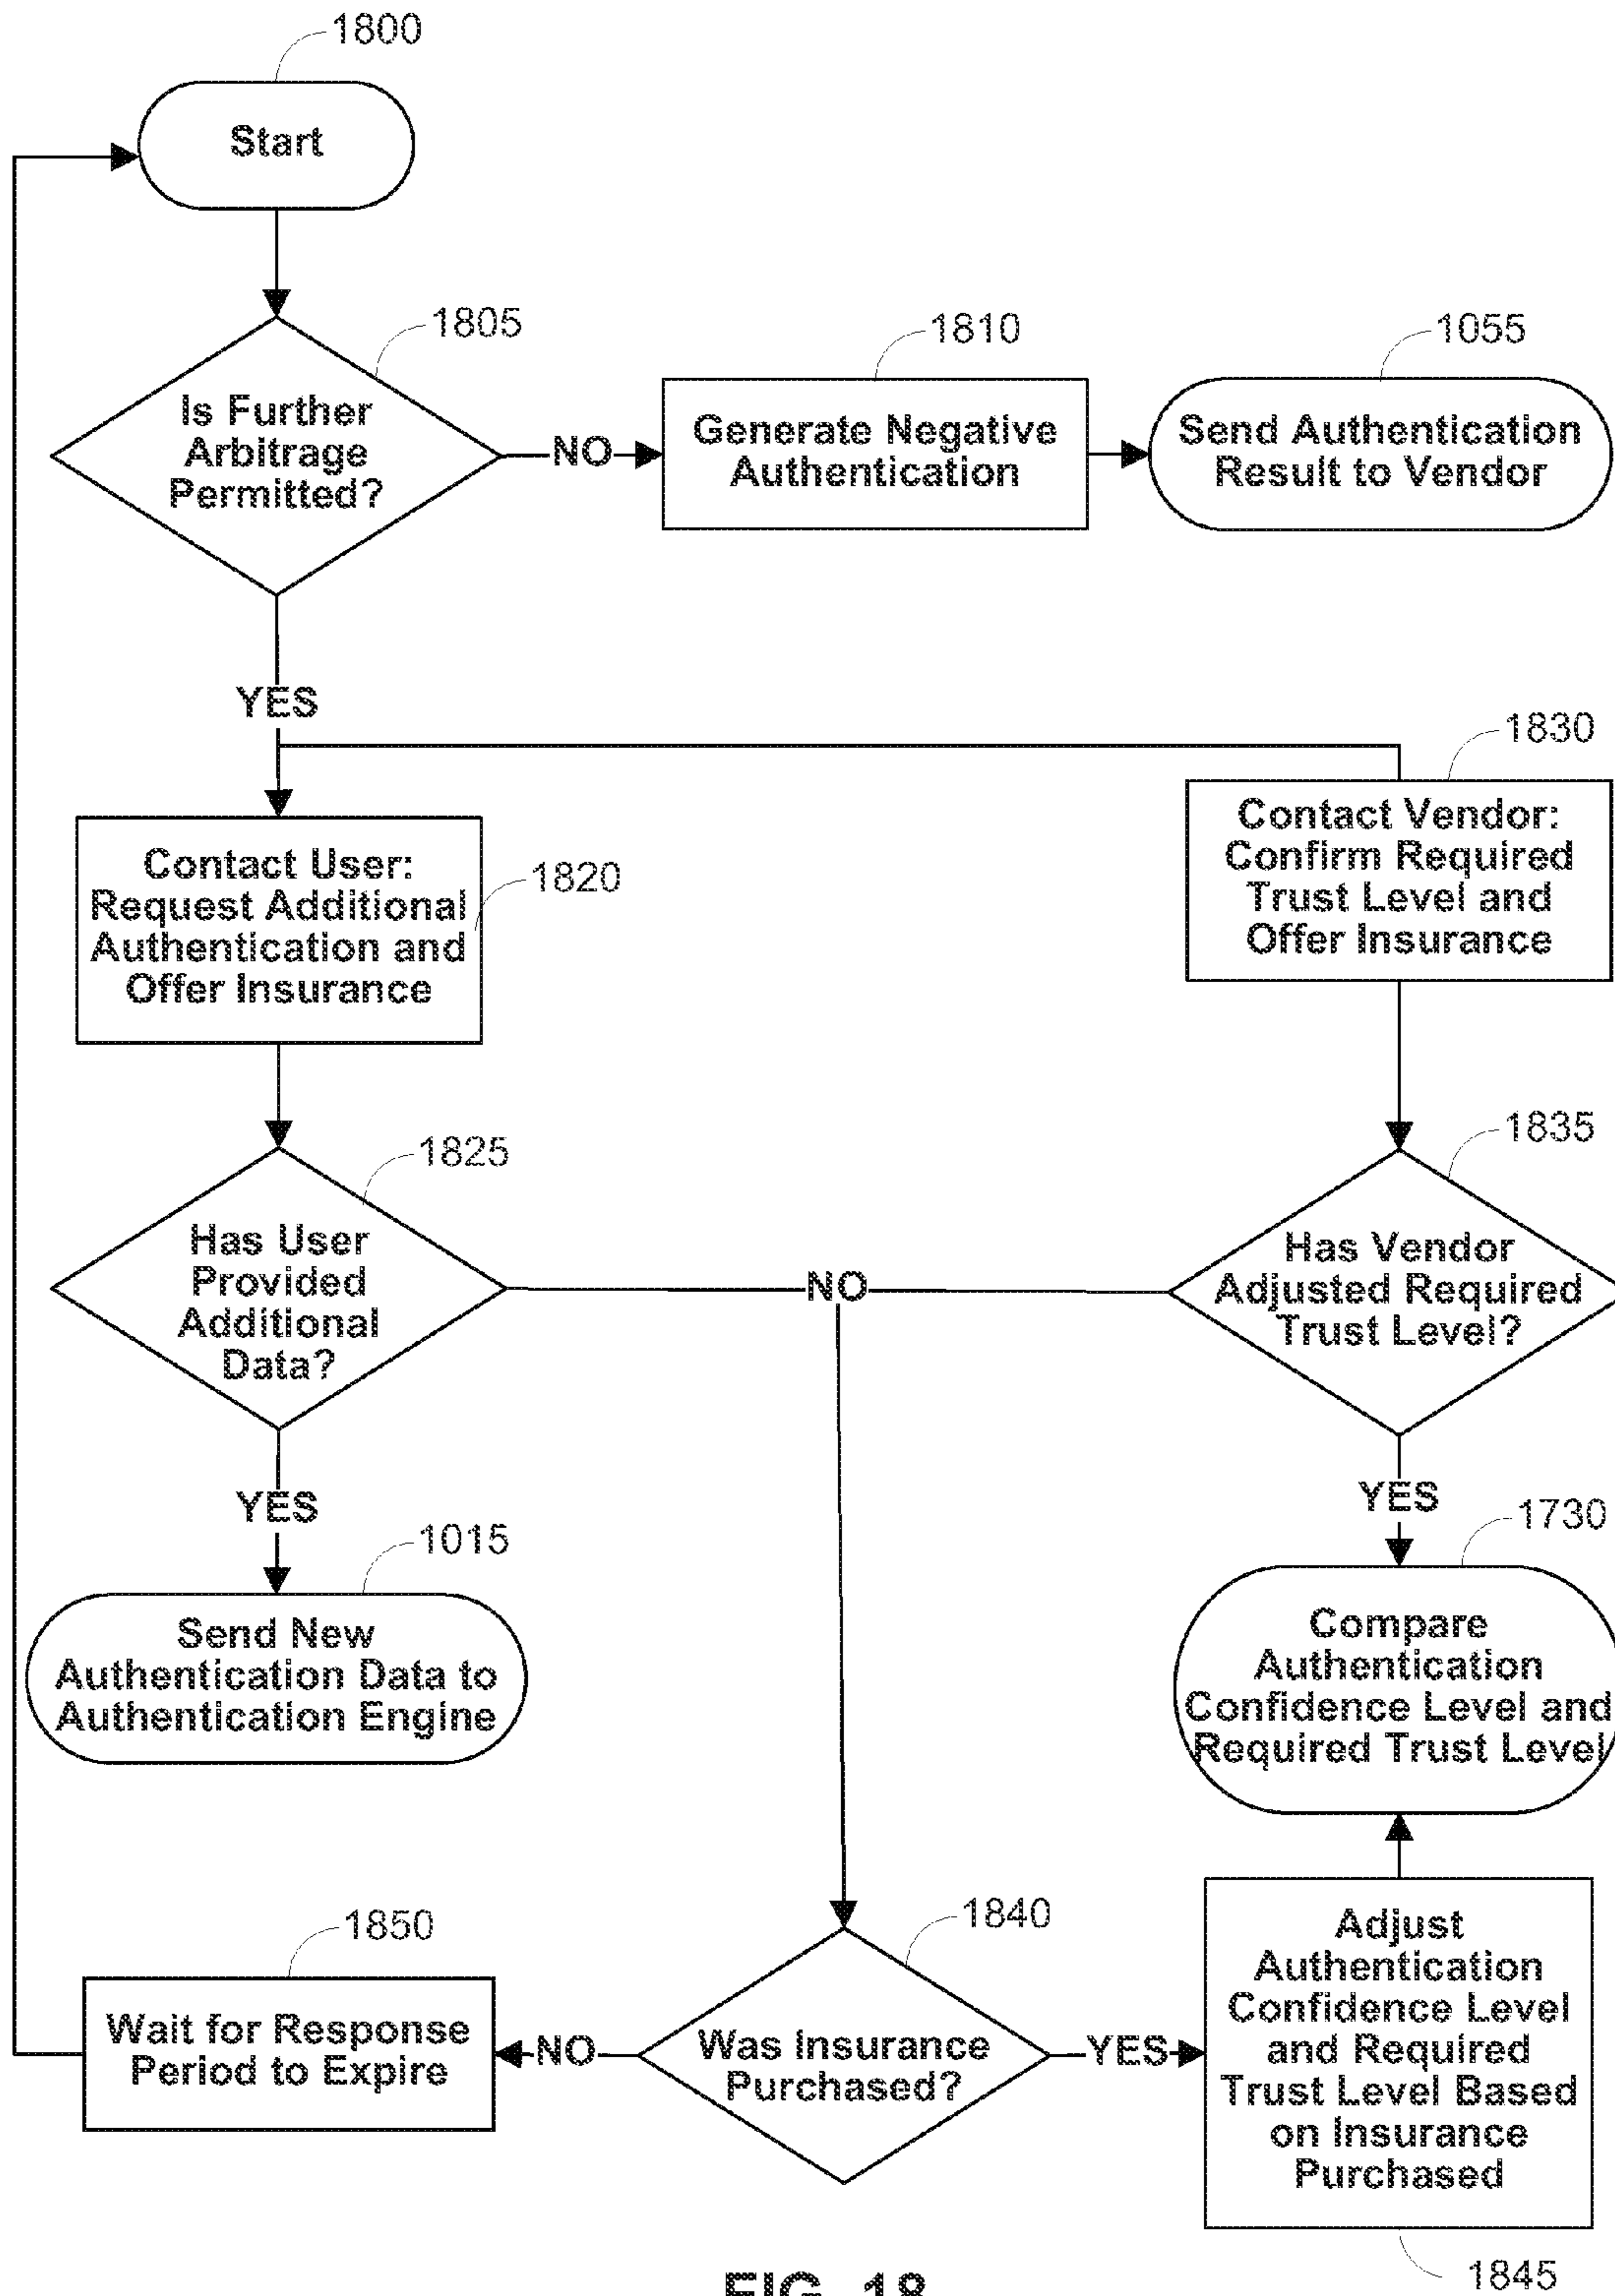 1800
Start
1805
Is Further
Arbitrage
Permitted?
NO
1810
Generate Negative
Authentication
1055
Send Authentication
Result to Vendor
YES
1820
Contact User:
Request Additional
Authentication and
Offer Insurance
1830
Contact Vendor:
Confirm Required
Trust Level and
Offer Insurance
1825
Has User
Provided
Additional
Data?
NO
1835
Has Vendor
Adjusted Required
Trust Level?
YES
1015
Send New
Authentication Data to
Authentication Engine
YES
1730
Compare
Authentication
Confidence Level and
Required Trust Level
1850
Wait for Response
Period to Expire
NO
1840
Was Insurance
Purchased?
YES
Adjust
Authentication
Confidence Level
and Required
Trust Level Based
on Insurance
Purchased
1845
FIG. 18